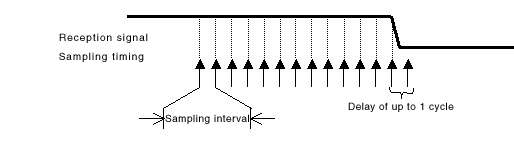 Reception signal
Sampling timing
Delay of up to 1 cycle
Sampling interval